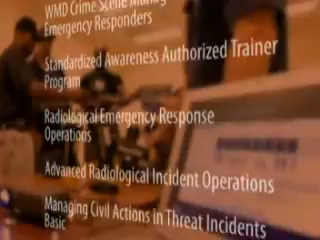 WMD Crime Scene Manag
Emergency Responders
Standardized Awareness Authorized Trainer
Program
Radiological Emergency Response
Operations
Advanced Radiological Incident Operations
Managing Civil Actions in Threat Incidents
Basic